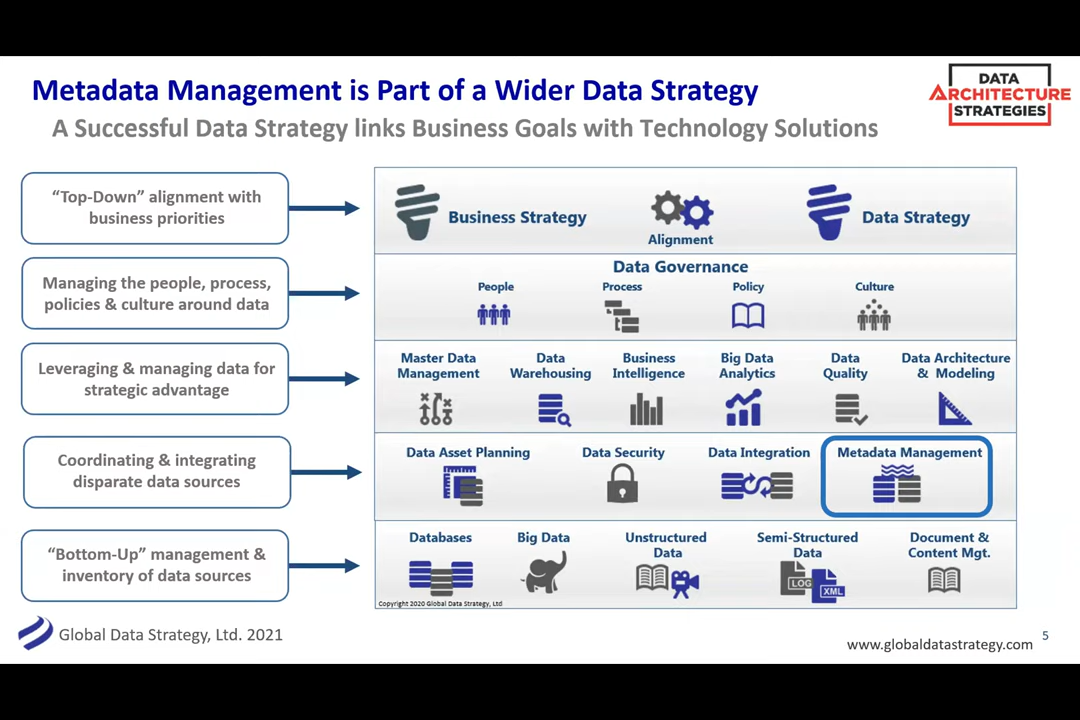 Metadata Management is Part of a Wider Data Strategy
A Successful Data Strategy links Business Goals with Technology Solutions
DATA
ARCHITECTURE
STRATEGIES
“Top-Down” alignment with
business priorities
Business Strategy
Alignment
Data Strategy
Managing the people, process,
policies & culture around data
Data Governance
People
Process
Policy
Culture
Leveraging & managing data for
strategic advantage
Master Data
Management
Data
Warehousing
Business
Intelligence
Big Data
Analytics
Data
Quality
Data Architecture
& Modeling
Coordinating & integrating
disparate data sources
Data Asset Planning
Data Security
Data Integration
Metadata Management
“Bottom-Up” management &
inventory of data sources
Databases
Big Data
Unstructured
Data
Semi-Structured
Data
LOG
XML
Document &
Content Mgt.
Copyright 2020 Global Data Strategy, Ltd
Global Data Strategy, Ltd. 2021
www.globaldatastrategy.com
5